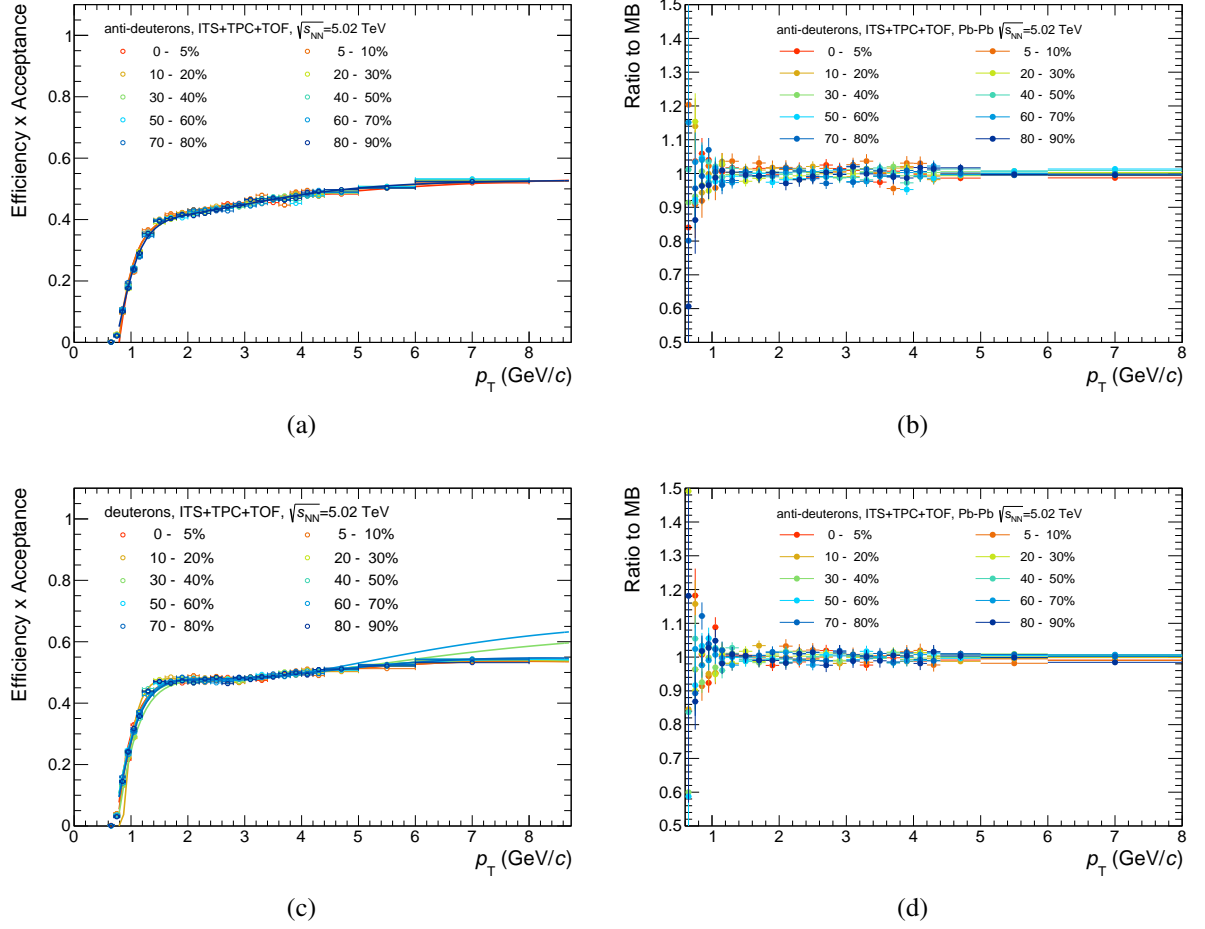 Efficiency x Acceptance
anti-deuterons, ITS+TPC+TOF, √sNN=5.02 TeV
0 - 5%
5 - 10%
10 - 20%
20 - 30%
30 - 40%
40 - 50%
50 - 60%
60 - 70%
70 - 80%
80 - 90%
1
0.8
0.6
0.4
0.2
0
0 1 2 3 4 5 6 7 8
pT (GeV/c)
(a)
Ratio to MB
anti-deuterons, ITS+TPC+TOF, Pb-Pb √sNN=5.02 TeV
0 - 5%
5 - 10%
10 - 20%
20 - 30%
30 - 40%
40 - 50%
50 - 60%
60 - 70%
70 - 80%
80 - 90%
1.5
1.4
1.3
1.2
1.1
1
0.9
0.8
0.7
0.6
0.5
1 2 3 4 5 6 7 8
pT (GeV/c)
(b)
Efficiency x Acceptance
deuterons, ITS+TPC+TOF, √sNN=5.02 TeV
0 - 5%
5 - 10%
10 - 20%
20 - 30%
30 - 40%
40 - 50%
50 - 60%
60 - 70%
70 - 80%
80 - 90%
1
0.8
0.6
0.4
0.2
0
0 1 2 3 4 5 6 7 8
pT (GeV/c)
(c)
Ratio to MB
anti-deuterons, ITS+TPC+TOF, Pb-Pb √sNN=5.02 TeV
0 - 5%
5 - 10%
10 - 20%
20 - 30%
30 - 40%
40 - 50%
50 - 60%
60 - 70%
70 - 80%
80 - 90%
1.5
1.4
1.3
1.2
1.1
1
0.9
0.8
0.7
0.6
0.5
1 2 3 4 5 6 7 8
pT (GeV/c)
(d)